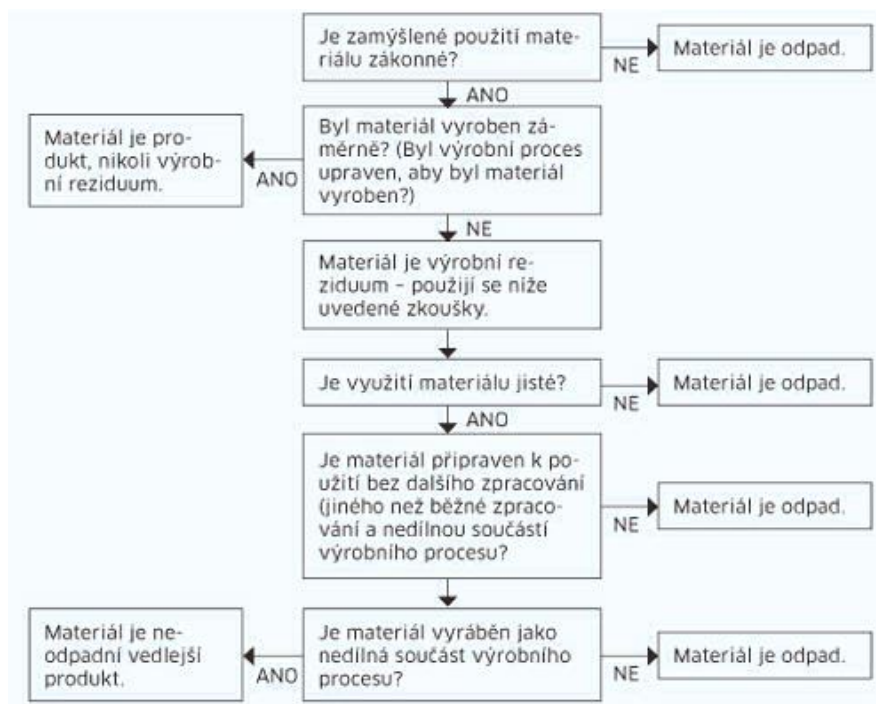 Je zamýšlené použití mate-
riálu zákonné?
NE
Materiál je odpad.
ANO
Materiál je pro-
dukt, nikoli výrob-
ní reziduum.
ANO
Byl materiál vyroben zá-
měrně? (Byl výrobní proces
upraven, aby byl materiál
vyroben?)
NE
Materiál je výrobní re-
ziduum – použijí se níže
uvedené zkoušky.
Je využití materiálu jisté?
NE
Materiál je odpad.
ANO
Je materiál připraven k po-
užití bez dalšího zpracování
(jiného než běžné zpraco-
vání a nedílnou součástí
výrobního procesu?
NE
Materiál je odpad.
Materiál je ne-
odpadní vedlejší
produkt.
ANO
Je materiál vyráběn jako
nedílná součást výrobního
procesu?
NE
Materiál je odpad.